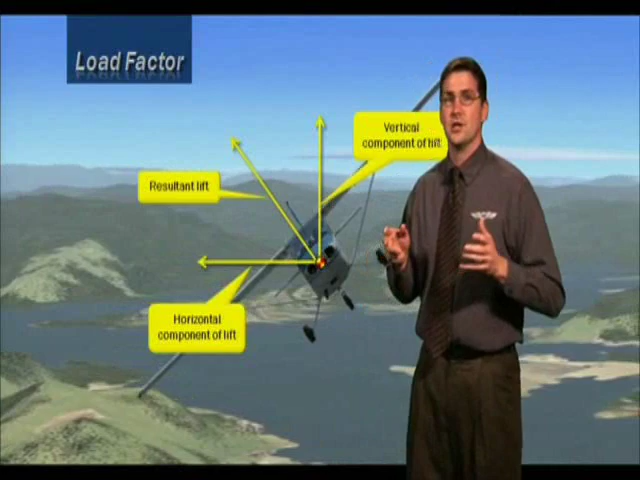 Load Factor
Vertical
component of lift
Resultant lift
Horizontal
component of lift